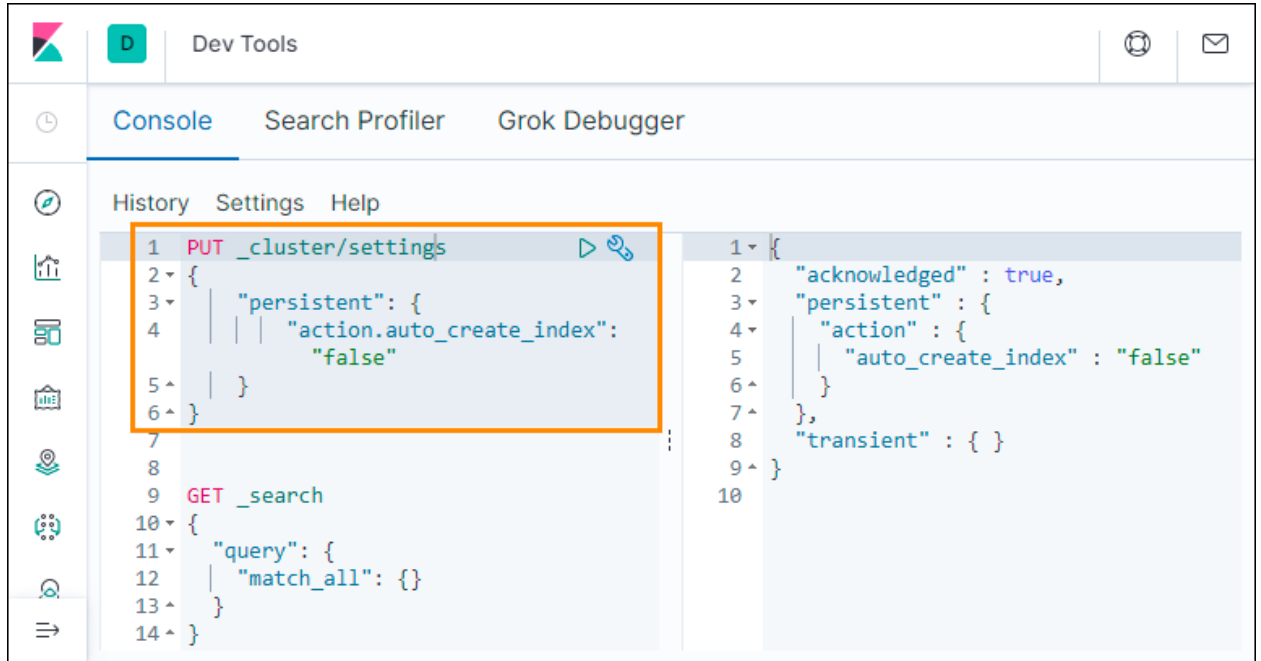 D Dev Tools
Console Search Profiler Grok Debugger
History Settings Help
1 PUT _cluster/settings
2 {
3 "persistent": {
4 "action.auto_create_index":
"false"
5 }
6 }
7
8
9 GET _search
10 {
11 "query": {
12 "match_all": {}
13 }
14 }
1 {
2 "acknowledged" : true,
3 "persistent" : {
4 "action" : {
5 "auto_create_index" : "false"
6 }
7 },
8 "transient" : { }
9 }
10